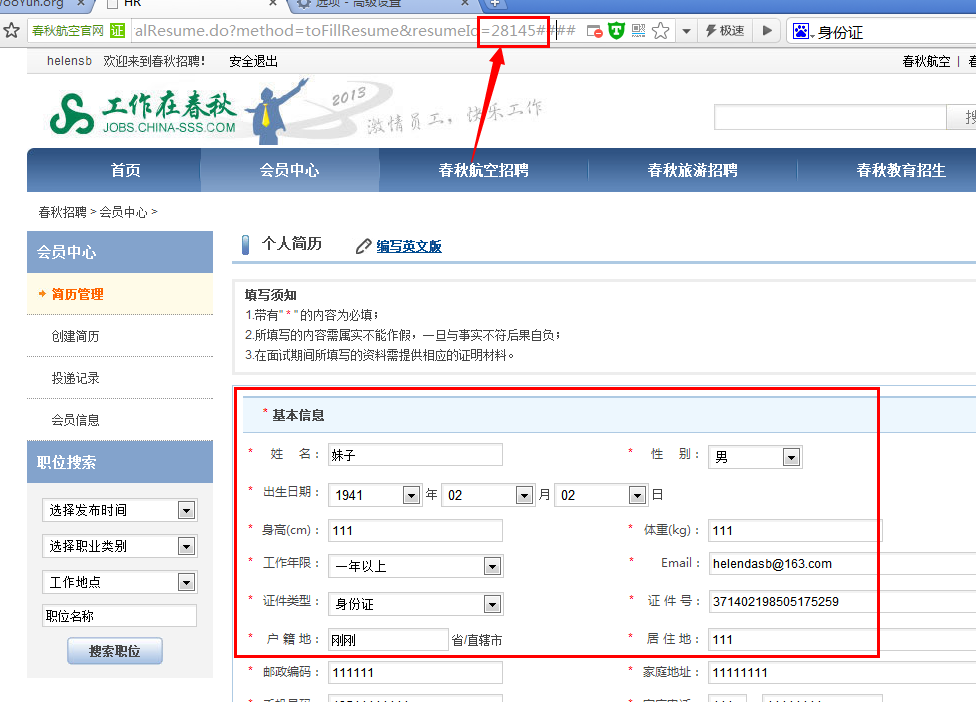 ooYun.org × HR × 选项 - 高级设置 ×
春秋航空官网 证 alResume.do?method=toFillResume&resumeId=28145#### 极速 身份证
helensb 欢迎来到春秋招聘! 安全退出 春秋航空 |
工作在春秋 2013
JOBS.CHINA-SSS.COM 激情员工，快乐工作
首页 会员中心 春秋航空招聘 春秋旅游招聘 春秋教育招生
春秋招聘 > 会员中心 >
会员中心
简历管理
创建简历
投递记录
会员信息
职位搜索
选择发布时间
选择职业类别
工作地点
职位名称
搜索职位
个人简历 编写英文版
填写须知
1.带有" * "的内容为必填；
2.所填写的内容需属实不能作假，一旦与事实不符后果自负；
3.在面试期间所填写的资料需提供相应的证明材料。
* 基本信息
* 姓 名： 妹子 * 性 别： 男
* 出生日期： 1941 年 02 月 02 日
* 身高(cm)： 111 * 体重(kg)： 111
* 工作年限： 一年以上 * Email： helendasb@163.com
* 证件类型： 身份证 * 证 件 号： 371402198505175259
* 户 籍 地： 刚刚 省/直辖市 * 居 住 地： 111
* 邮政编码： 111111 * 家庭地址： 11111111